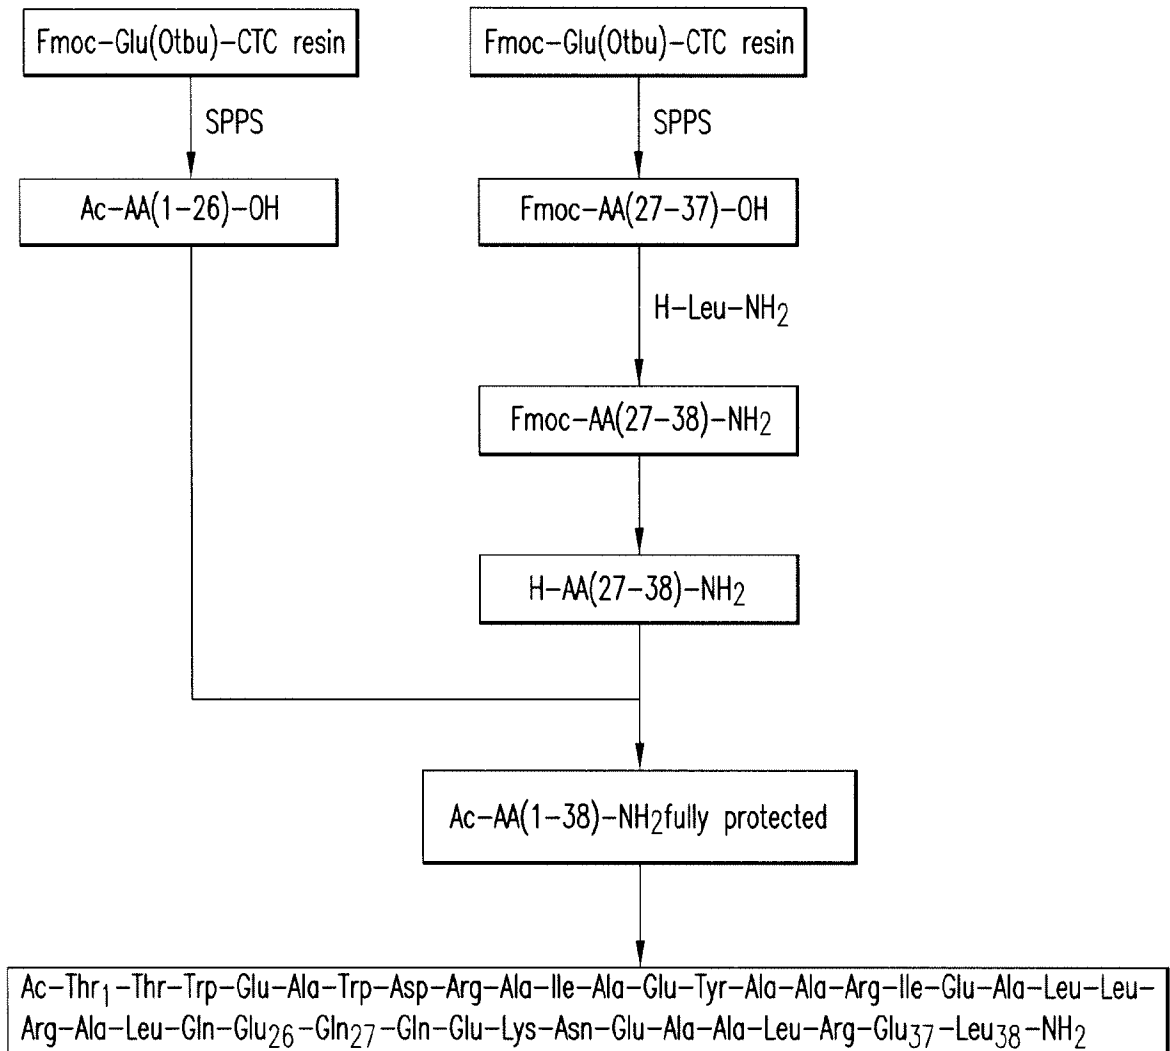 Fmoc-Glu(Otbu)-CTC resin
Fmoc-Glu(Otbu)-CTC resin
SPPS
SPPS
Ac-AA(1-26)-OH
Fmoc-AA(27-37)-OH
H-Leu-NH2
Fmoc-AA(27-38)-NH2
H-AA(27-38)-NH2
Ac-AA(1-38)-NH2fully protected
Ac-Thr1-Thr-Trp-Glu-Ala-Trp-Asp-Arg-Ala-Ile-Ala-Glu-Tyr-Ala-Ala-Arg-Ile-Glu-Ala-Leu-Leu-
Arg-Ala-Leu-Gln-Glu26-Gln27-Gln-Glu-Lys-Asn-Glu-Ala-Ala-Leu-Arg-Glu37-Leu38-NH2